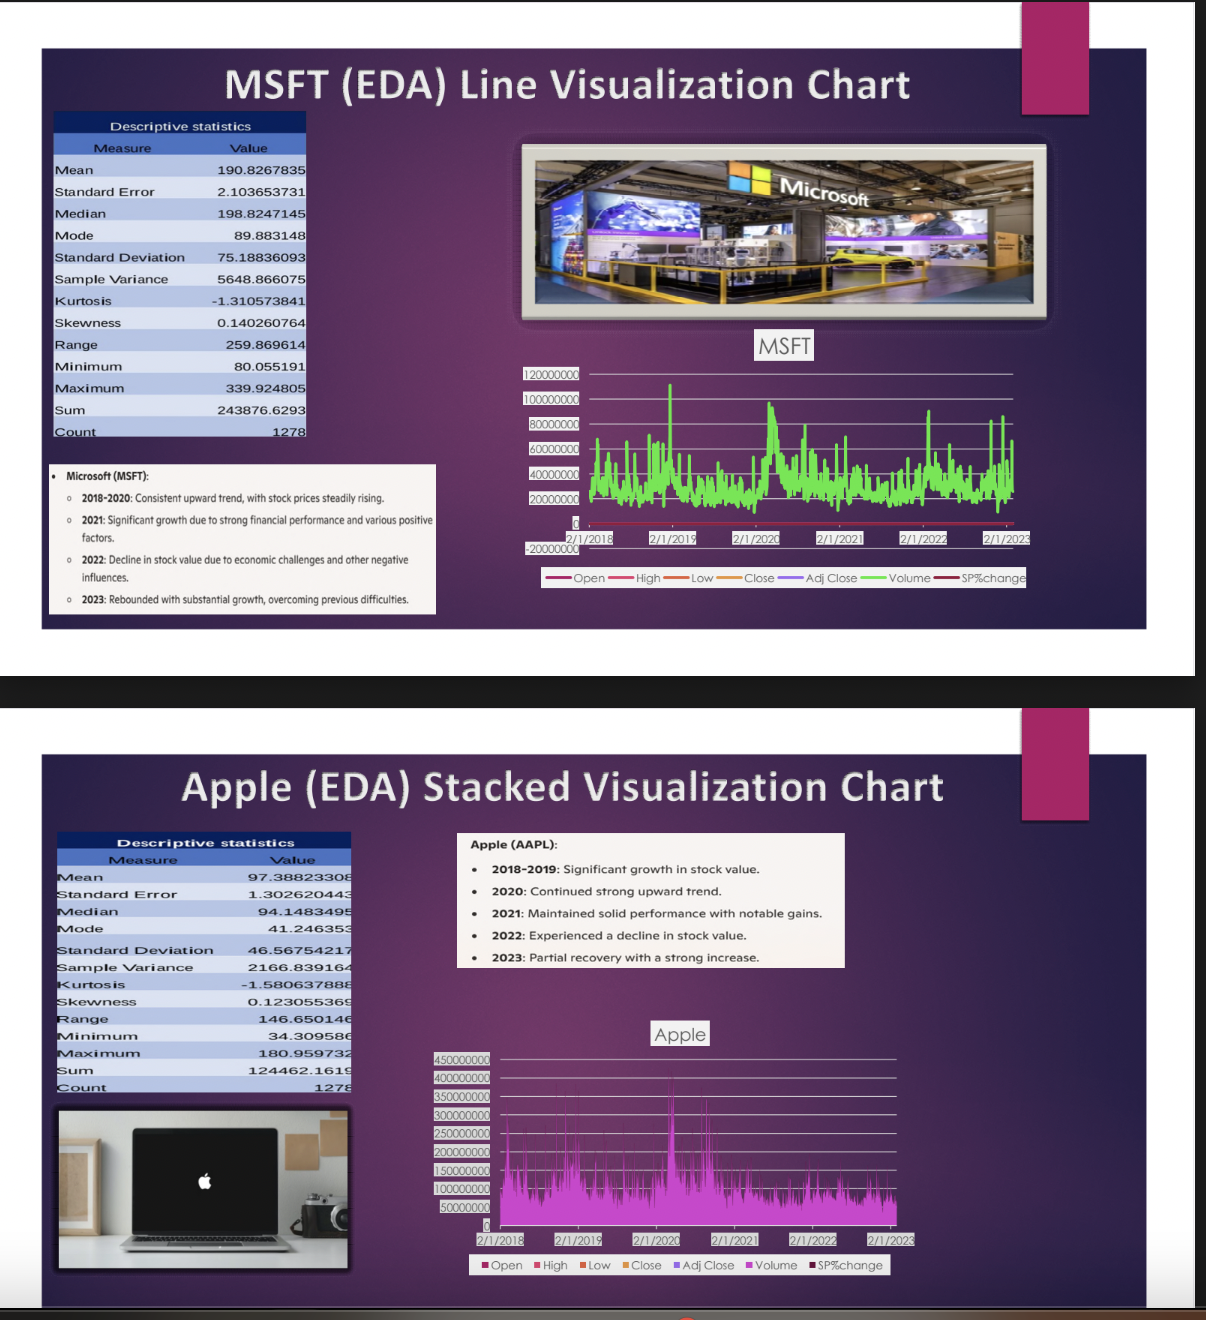 MSFT (EDA) Line Visualization Chart
Descriptive statistics
Measure Value
Mean 190.8267835
Standard Error 2.103653731
Median 198.8247145
Mode 89.883148
Standard Deviation 75.18836093
Sample Variance 5648.866075
Kurtosis -1.310573841
Skewness 0.140260764
Range 259.869614
Minimum 80.055191
Maximum 339.924805
Sum 243876.6293
Count 1278
• Microsoft (MSFT):
○ 2018-2020: Consistent upward trend, with stock prices steadily rising.
○ 2021: Significant growth due to strong financial performance and various positive
factors.
○ 2022: Decline in stock value due to economic challenges and other negative
influences.
○ 2023: Rebounded with substantial growth, overcoming previous difficulties.
Microsoft
MSFT
120000000
100000000
80000000
60000000
40000000
20000000
0
-20000000
2/1/2018 2/1/2019 2/1/2020 2/1/2021 2/1/2022 2/1/2023
Open High Low Close Adj Close Volume SP%change
Apple (EDA) Stacked Visualization Chart
Descriptive statistics
Measure Value
Mean 97.38823308
Standard Error 1.302620443
Median 94.1483495
Mode 41.246353
Standard Deviation 46.56754217
Sample Variance 2166.839164
Kurtosis -1.580637888
Skewness 0.123055369
Range 146.650146
Minimum 34.309586
Maximum 180.959732
Sum 124462.1619
Count 1278
Apple (AAPL):
• 2018-2019: Significant growth in stock value.
• 2020: Continued strong upward trend.
• 2021: Maintained solid performance with notable gains.
• 2022: Experienced a decline in stock value.
• 2023: Partial recovery with a strong increase.
Apple
450000000
400000000
350000000
300000000
250000000
200000000
150000000
100000000
50000000
0
2/1/2018 2/1/2019 2/1/2020 2/1/2021 2/1/2022 2/1/2023
Open High Low Close Adj Close Volume SP%change